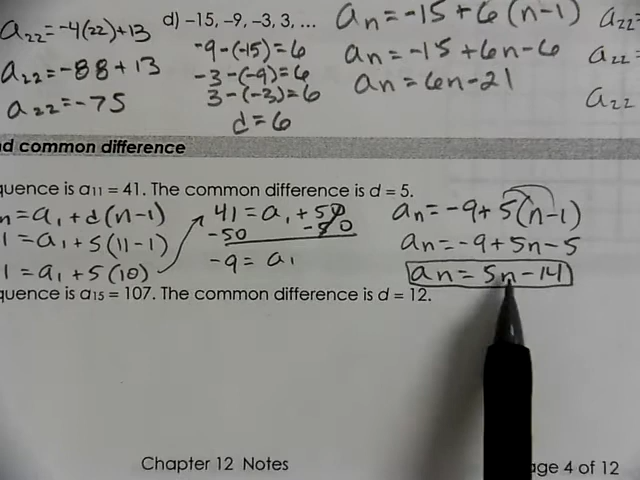 a22=-4(22)+13
a22=-88+13
a22=-75
d) -15, -9, -3, 3, ...
-9-(-15)=6
-3-(-9)=6
3-(-3)=6
d=6
an=-15+6(n-1)
an=-15+6n-6
an=6n-21
a22=
a22=
a22
nd common difference
quence is a11 = 41. The common difference is d = 5.
n=a1+d(n-1)
1=a1+5(11-1)
1=a1+5(10)
41=a1+50
-50 -50
-9=a1
an=-9+5(n-1)
an=-9+5n-5
an=5n-14
quence is a15 = 107. The common difference is d = 12.
Chapter 12 Notes
age 4 of 12